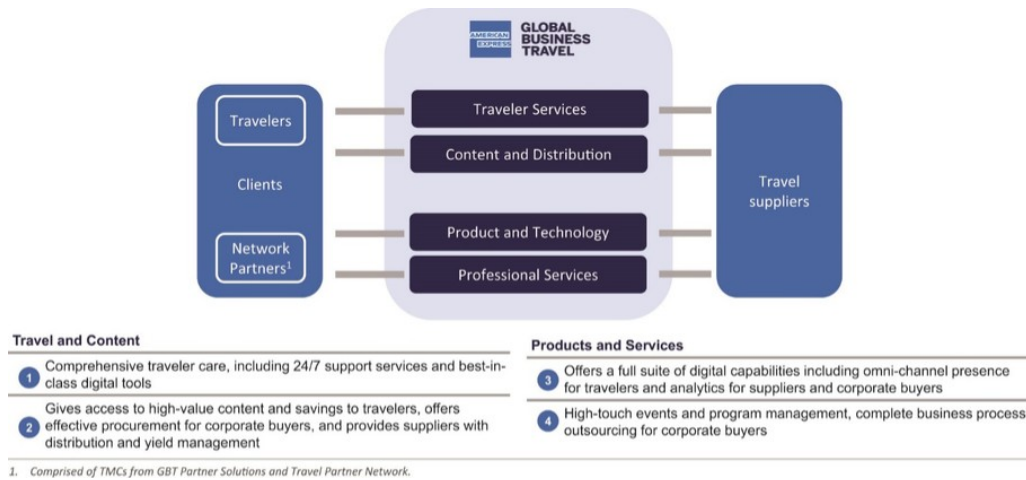 AMERICAN
EXPRESS
GLOBAL
BUSINESS
TRAVEL
Travelers
Clients
Network
Partners1
Traveler Services
Content and Distribution
Product and Technology
Professional Services
Travel
suppliers
Travel and Content
1 Comprehensive traveler care, including 24/7 support services and best-in-
class digital tools
2 Gives access to high-value content and savings to travelers, offers
effective procurement for corporate buyers, and provides suppliers with
distribution and yield management
Products and Services
3 Offers a full suite of digital capabilities including omni-channel presence
for travelers and analytics for suppliers and corporate buyers
4 High-touch events and program management, complete business process
outsourcing for corporate buyers
1. Comprised of TMCs from GBT Partner Solutions and Travel Partner Network.